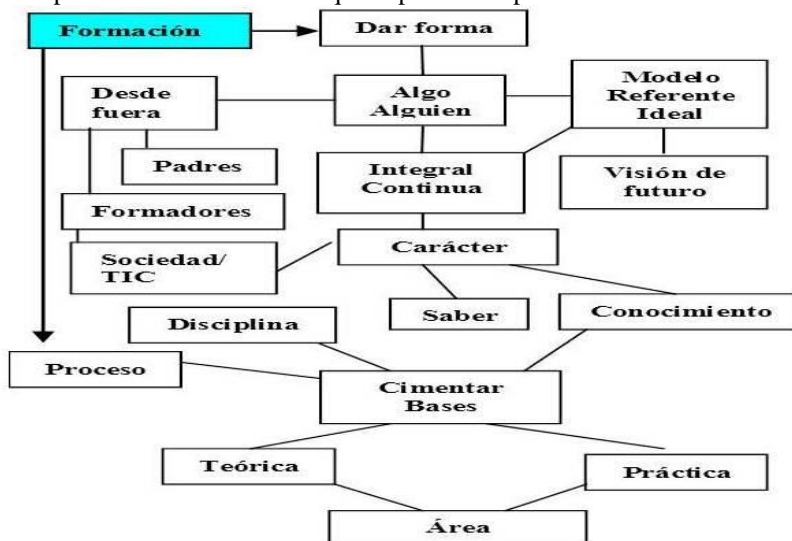 Formación
Dar forma
Desde
fuera
Algo
Alguien
Modelo
Referente
Ideal
Padres
Integral
Continua
Visión de
futuro
Formadores
Sociedad/
TIC
Carácter
Disciplina
Saber
Conocimiento
Proceso
Cimentar
Bases
Teórica
Práctica
Área